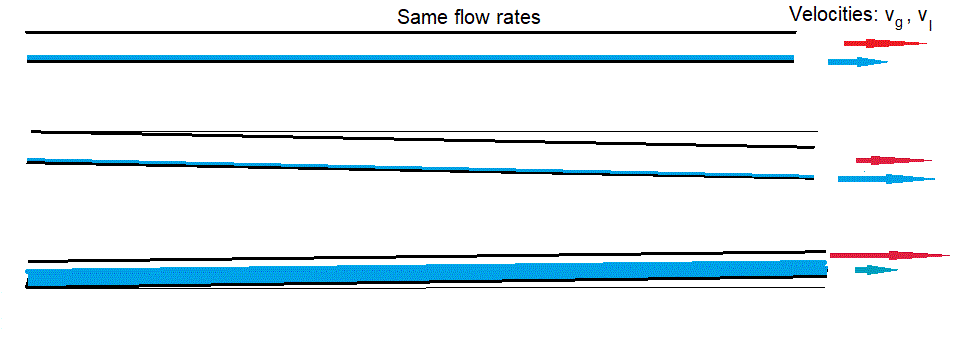 Same flow rates
Velocities: vg , vl